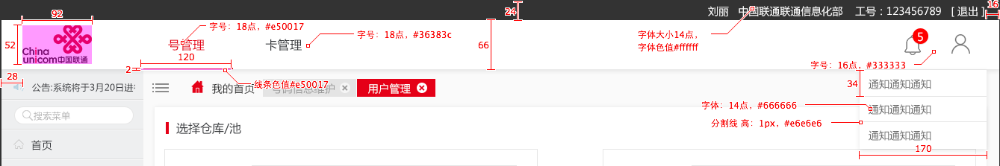 92
24
16
刘丽 中国联通联通信息化部 工号：123456789 [ 退出 ]
字号：18点，#e50017
字号：18点，#36383c
字体大小14点，
字体色值#ffffff
52
China
unicom中国联通
号管理
卡管理
66
5
120
字号：16点，#333333
2
28
线条色值#e50017
公告:系统将于3月20日进行
我的首页
号码信息维护
用户管理
34
通知通知通知
字体：14点，#666666
通知通知通知
搜索菜单
选择仓库/池
分割线 高：1px，#e6e6e6
通知通知通知
首页
170